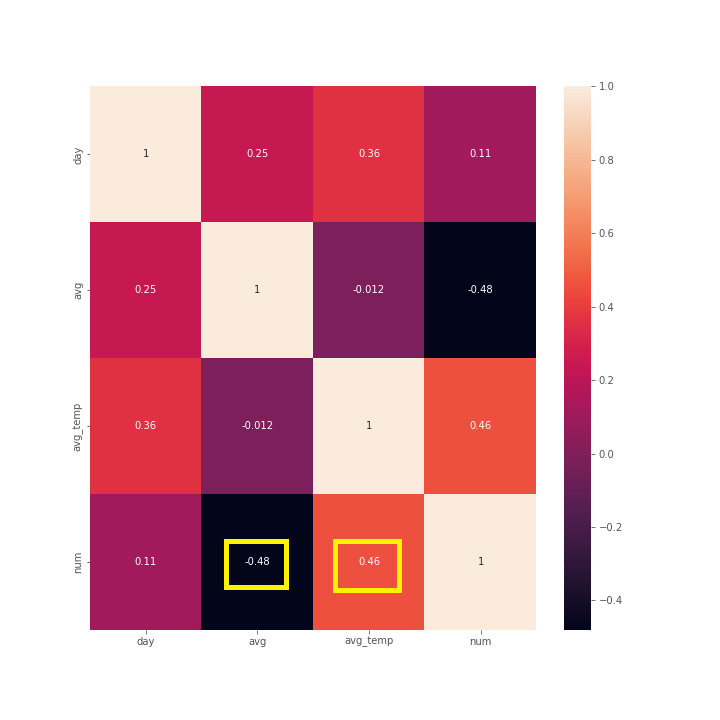 1.0
day 1 0.25 0.36 0.11
0.8
0.6
avg 0.25 1 -0.012 -0.48
0.4
0.2
avg_temp 0.36 -0.012 1 0.46
0.0
−0.2
num 0.11 -0.48 0.46 1
−0.4
day avg avg_temp num